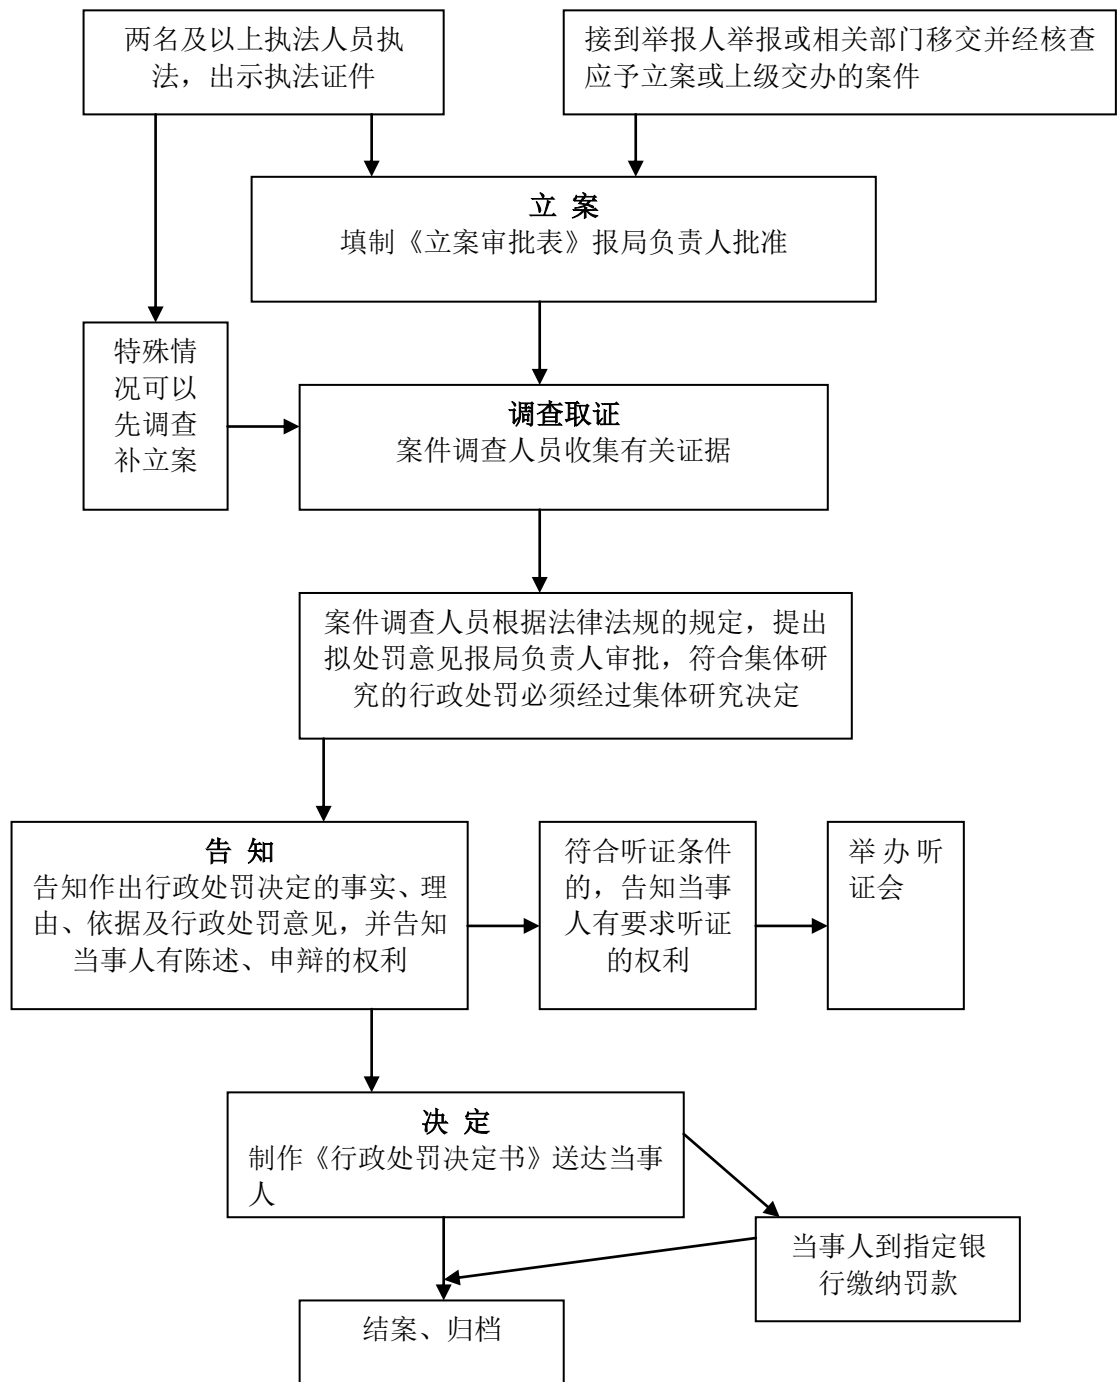 两名及以上执法人员执
法，出示执法证件
接到举报人举报或相关部门移交并经核查
应予立案或上级交办的案件
立 案
填制《立案审批表》报局负责人批准
特殊情
况可以
先调查
补立案
调查取证
案件调查人员收集有关证据
案件调查人员根据法律法规的规定，提出
拟处罚意见报局负责人审批，符合集体研
究的行政处罚必须经过集体研究决定
告 知
告知作出行政处罚决定的事实、理
由、依据及行政处罚意见，并告知
当事人有陈述、申辩的权利
符合听证条件
的，告知当事
人有要求听证
的权利
举 办 听
证会
决 定
制作《行政处罚决定书》送达当事
人
当事人到指定银
行缴纳罚款
结案、归档